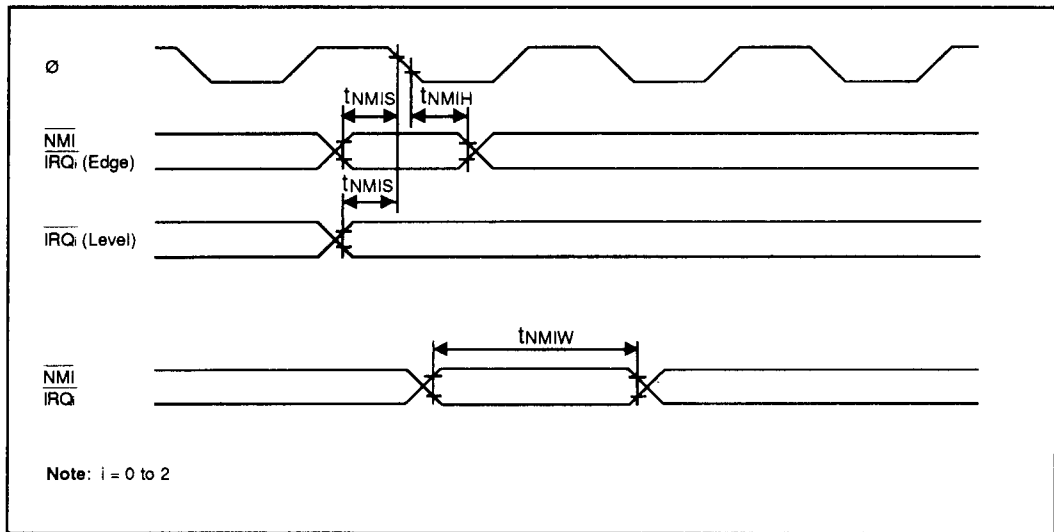 Ø
tNMIS tNMIH
NMI
IRQi (Edge)
tNMIS
IRQi (Level)
tNMIW
NMI
IRQi
Note: i = 0 to 2